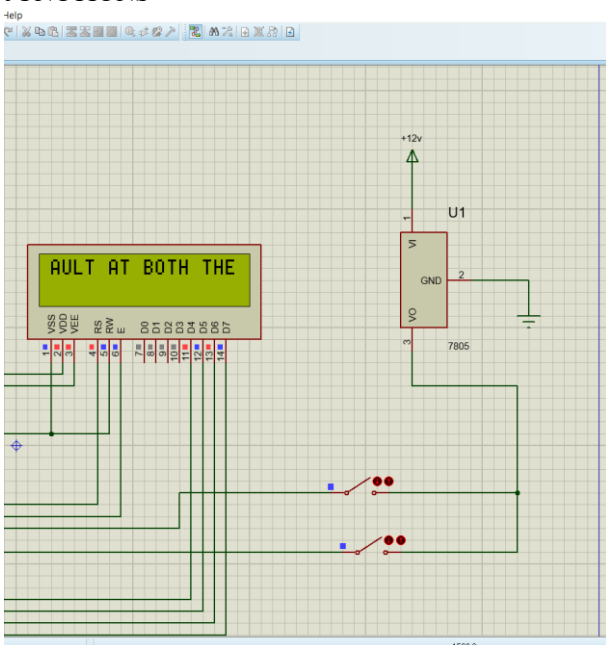 Help
+12v
U1
1
VI
GND
2
VO
3
7805
AULT AT BOTH THE
VSS
VDD
VEE
RS
RW
E
D0
D1
D2
D3
D4
D5
D6
D7
1
2
3
4
5
6
7
8
9
10
11
12
13
14